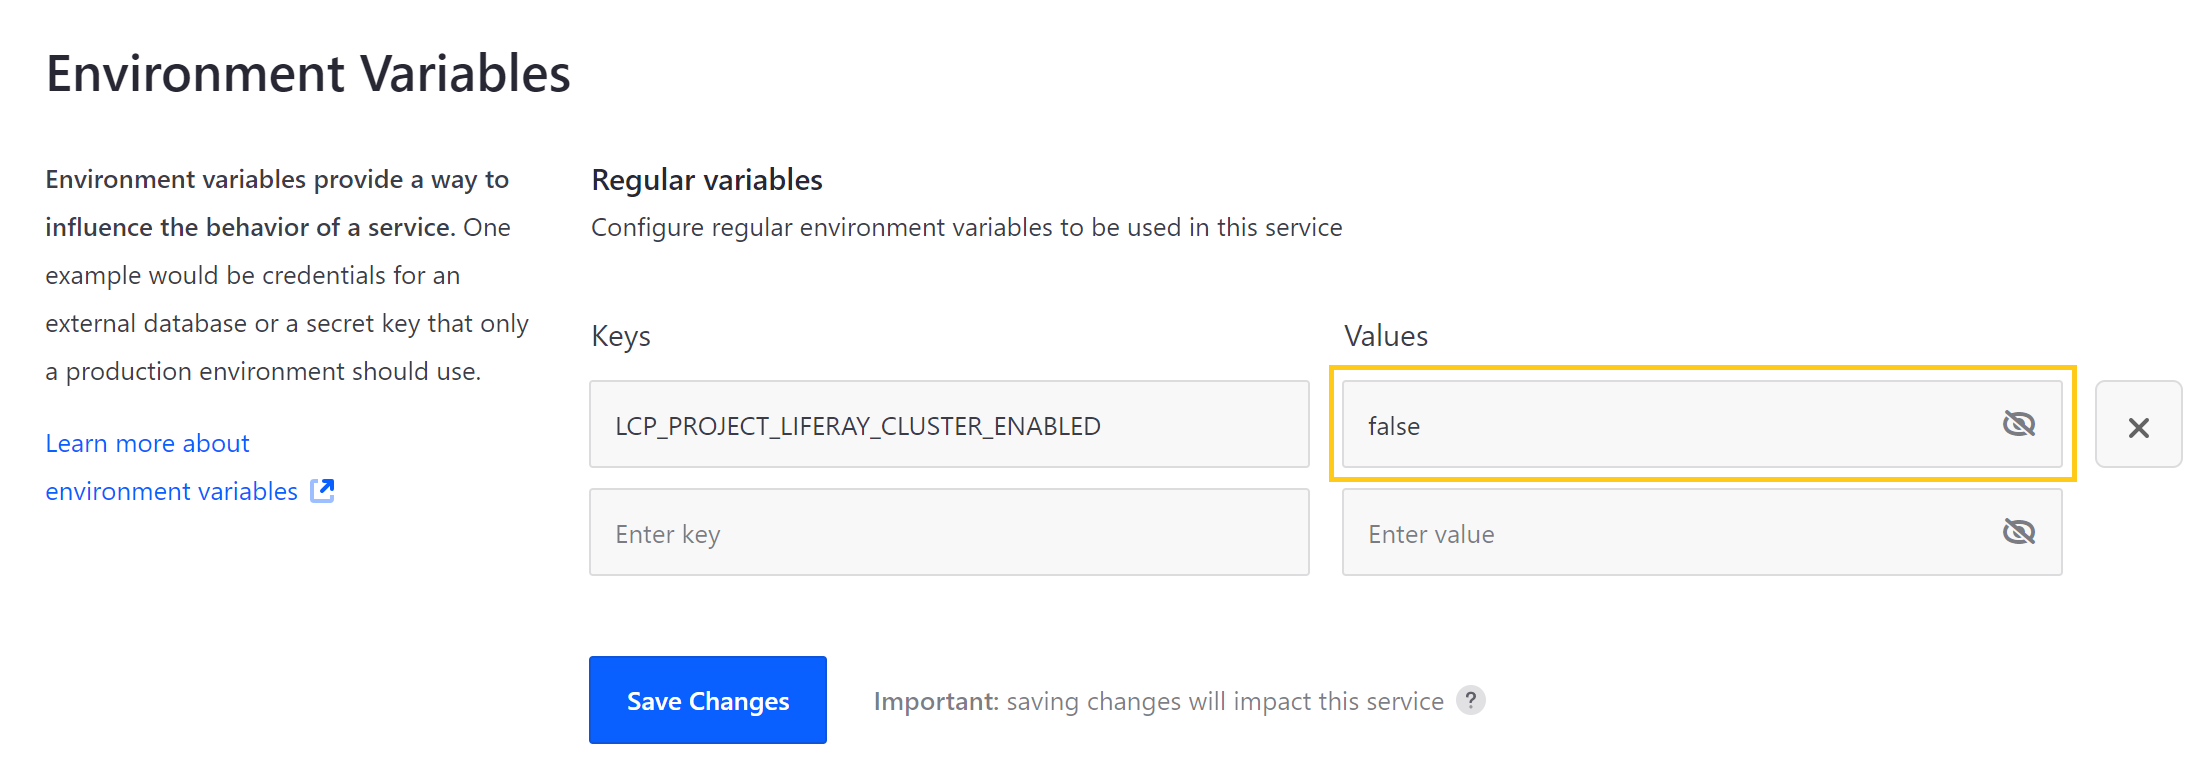 Environment Variables
Environment variables provide a way to
influence the behavior of a service. One
example would be credentials for an
external database or a secret key that only
a production environment should use.
Learn more about
environment variables
Regular variables
Configure regular environment variables to be used in this service
Keys
Values
LCP_PROJECT_LIFERAY_CLUSTER_ENABLED
false
Enter key
Enter value
Save Changes
Important: saving changes will impact this service ?